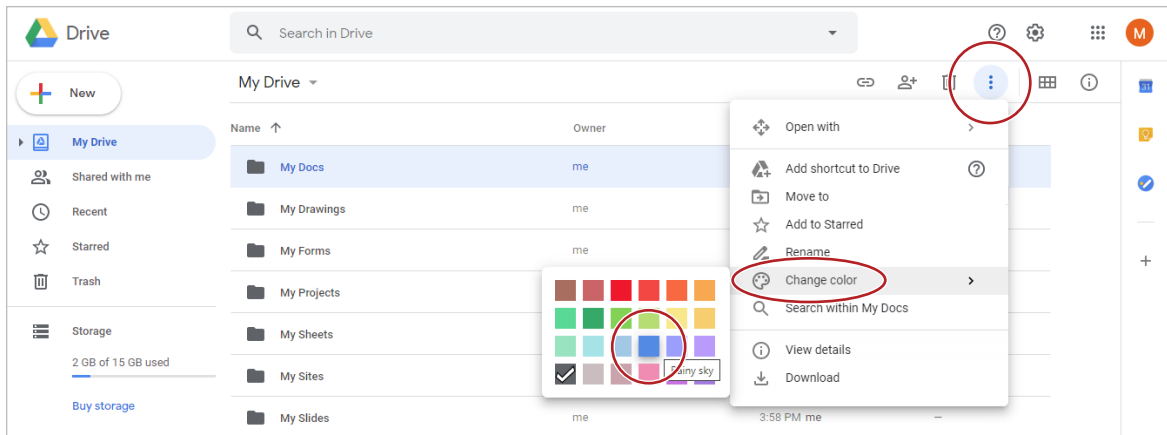 Drive
Search in Drive
M
New
My Drive
Name
Owner
31
My Drive
Shared with me
Recent
Starred
Trash
Storage
2 GB of 15 GB used
Buy storage
My Docs
me
My Drawings
me
My Forms
me
My Projects
My Sheets
My Sites
My Slides
me
3:58 PM me
–
Open with
Add shortcut to Drive
Move to
Add to Starred
Rename
Change color
Search within My Docs
View details
Download
Rainy sky